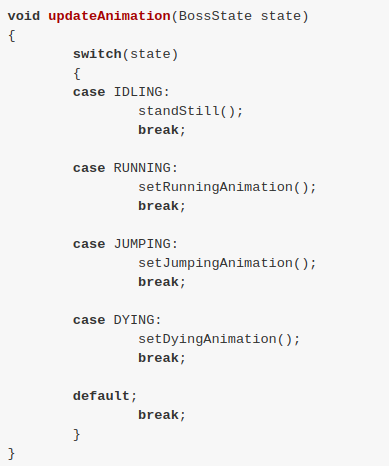 void updateAnimation(BossState state)
{
switch(state)
{
case IDLING:
standStill();
break;
case RUNNING:
setRunningAnimation();
break;
case JUMPING:
setJumpingAnimation();
break;
case DYING:
setDyingAnimation();
break;
default;
break;
}
}